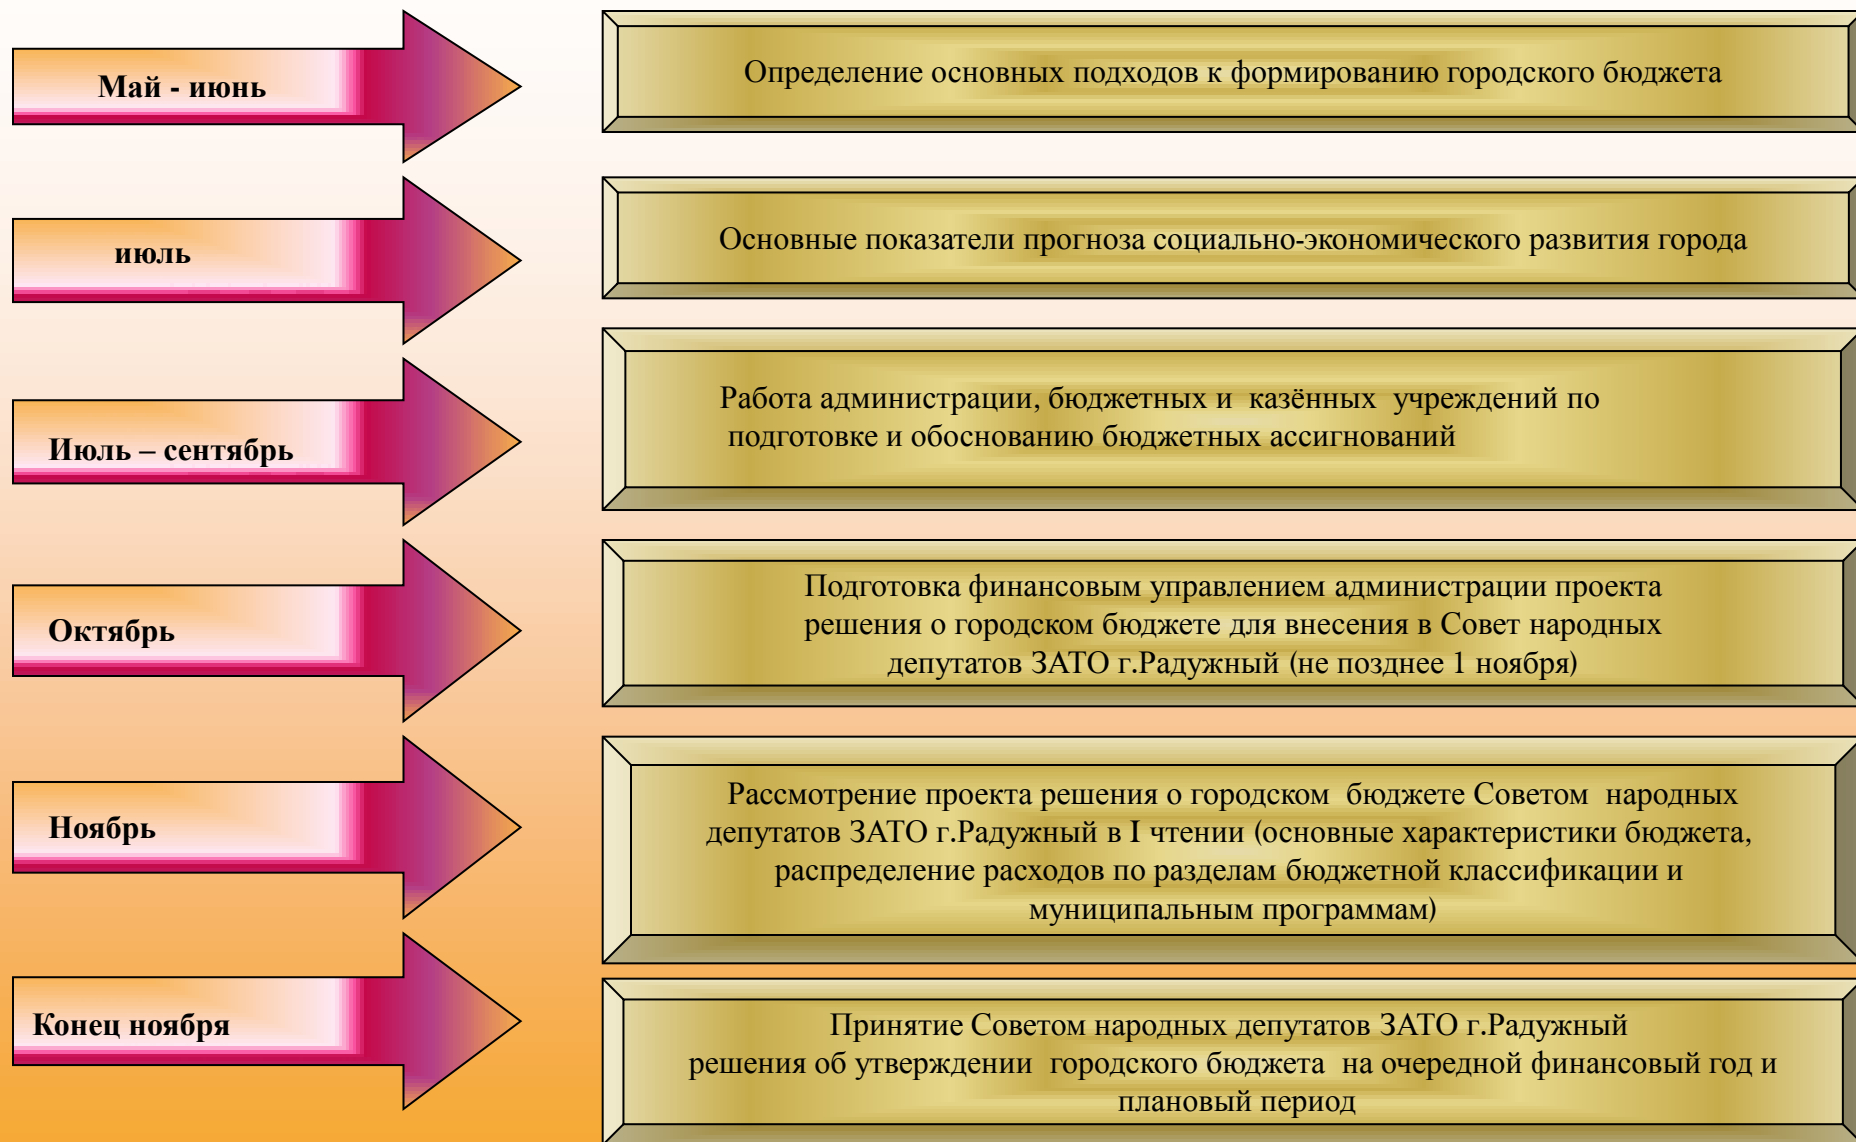 Май - июнь
Определение основных подходов к формированию городского бюджета
июль
Основные показатели прогноза социально-экономического развития города
Июль – сентябрь
Работа администрации, бюджетных и казённых учреждений по
подготовке и обоснованию бюджетных ассигнований
Октябрь
Подготовка финансовым управлением администрации проекта
решения о городском бюджете для внесения в Совет народных
депутатов ЗАТО г.Радужный (не позднее 1 ноября)
Ноябрь
Рассмотрение проекта решения о городском бюджете Советом народных
депутатов ЗАТО г.Радужный в I чтении (основные характеристики бюджета,
распределение расходов по разделам бюджетной классификации и
муниципальным программам)
Конец ноября
Принятие Советом народных депутатов ЗАТО г.Радужный
решения об утверждении городского бюджета на очередной финансовый год и
плановый период